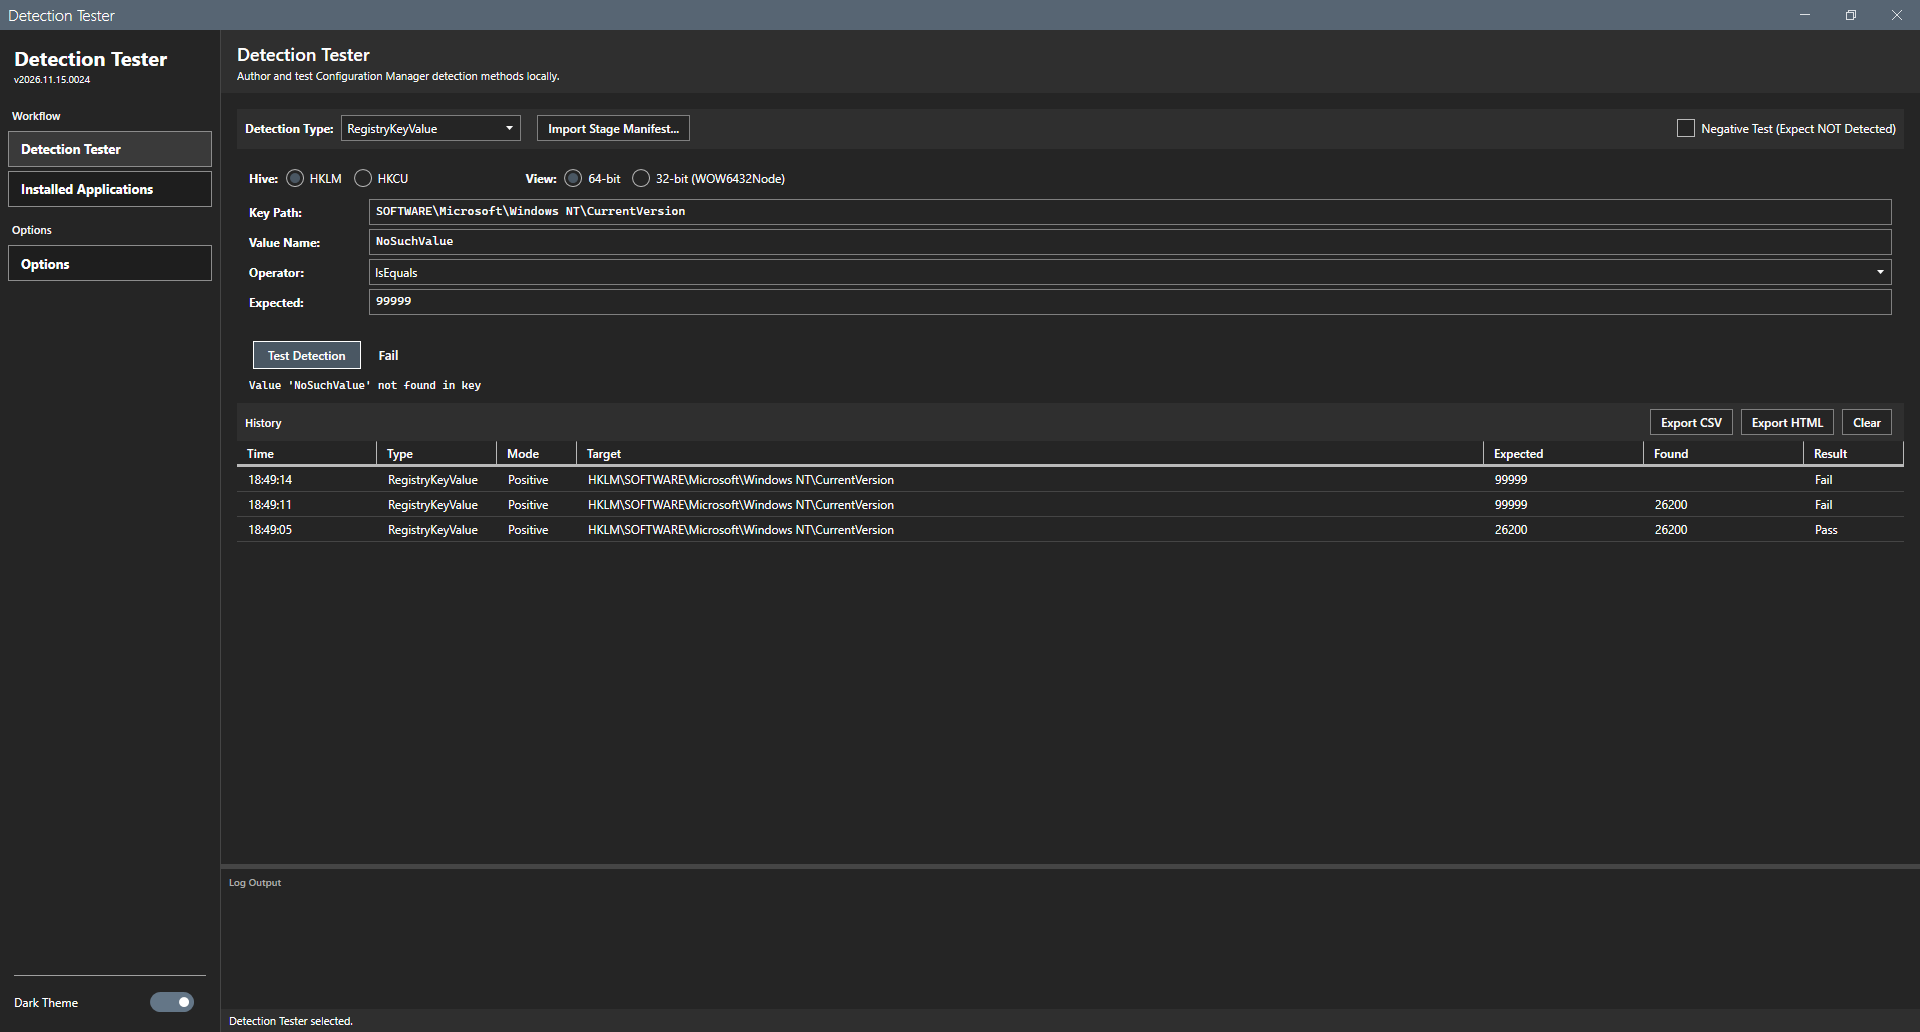 Detection Tester
Detection Tester
v2026.11.15.0024
Workflow
Detection Tester
Installed Applications
Options
Options
Dark Theme
Detection Tester
Author and test Configuration Manager detection methods locally.
Detection Type: RegistryKeyValue Import Stage Manifest... Negative Test (Expect NOT Detected)
Hive: HKLM HKCU View: 64-bit 32-bit (WOW6432Node)
Key Path: SOFTWARE\Microsoft\Windows NT\CurrentVersion
Value Name: NoSuchValue
Operator: IsEquals
Expected: 99999
Test Detection Fail
Value 'NoSuchValue' not found in key
History Export CSV Export HTML Clear
Time Type Mode Target Expected Found Result
18:49:14 RegistryKeyValue Positive HKLM\SOFTWARE\Microsoft\Windows NT\CurrentVersion 99999 Fail
18:49:11 RegistryKeyValue Positive HKLM\SOFTWARE\Microsoft\Windows NT\CurrentVersion 99999 26200 Fail
18:49:05 RegistryKeyValue Positive HKLM\SOFTWARE\Microsoft\Windows NT\CurrentVersion 26200 26200 Pass
Log Output
Detection Tester selected.